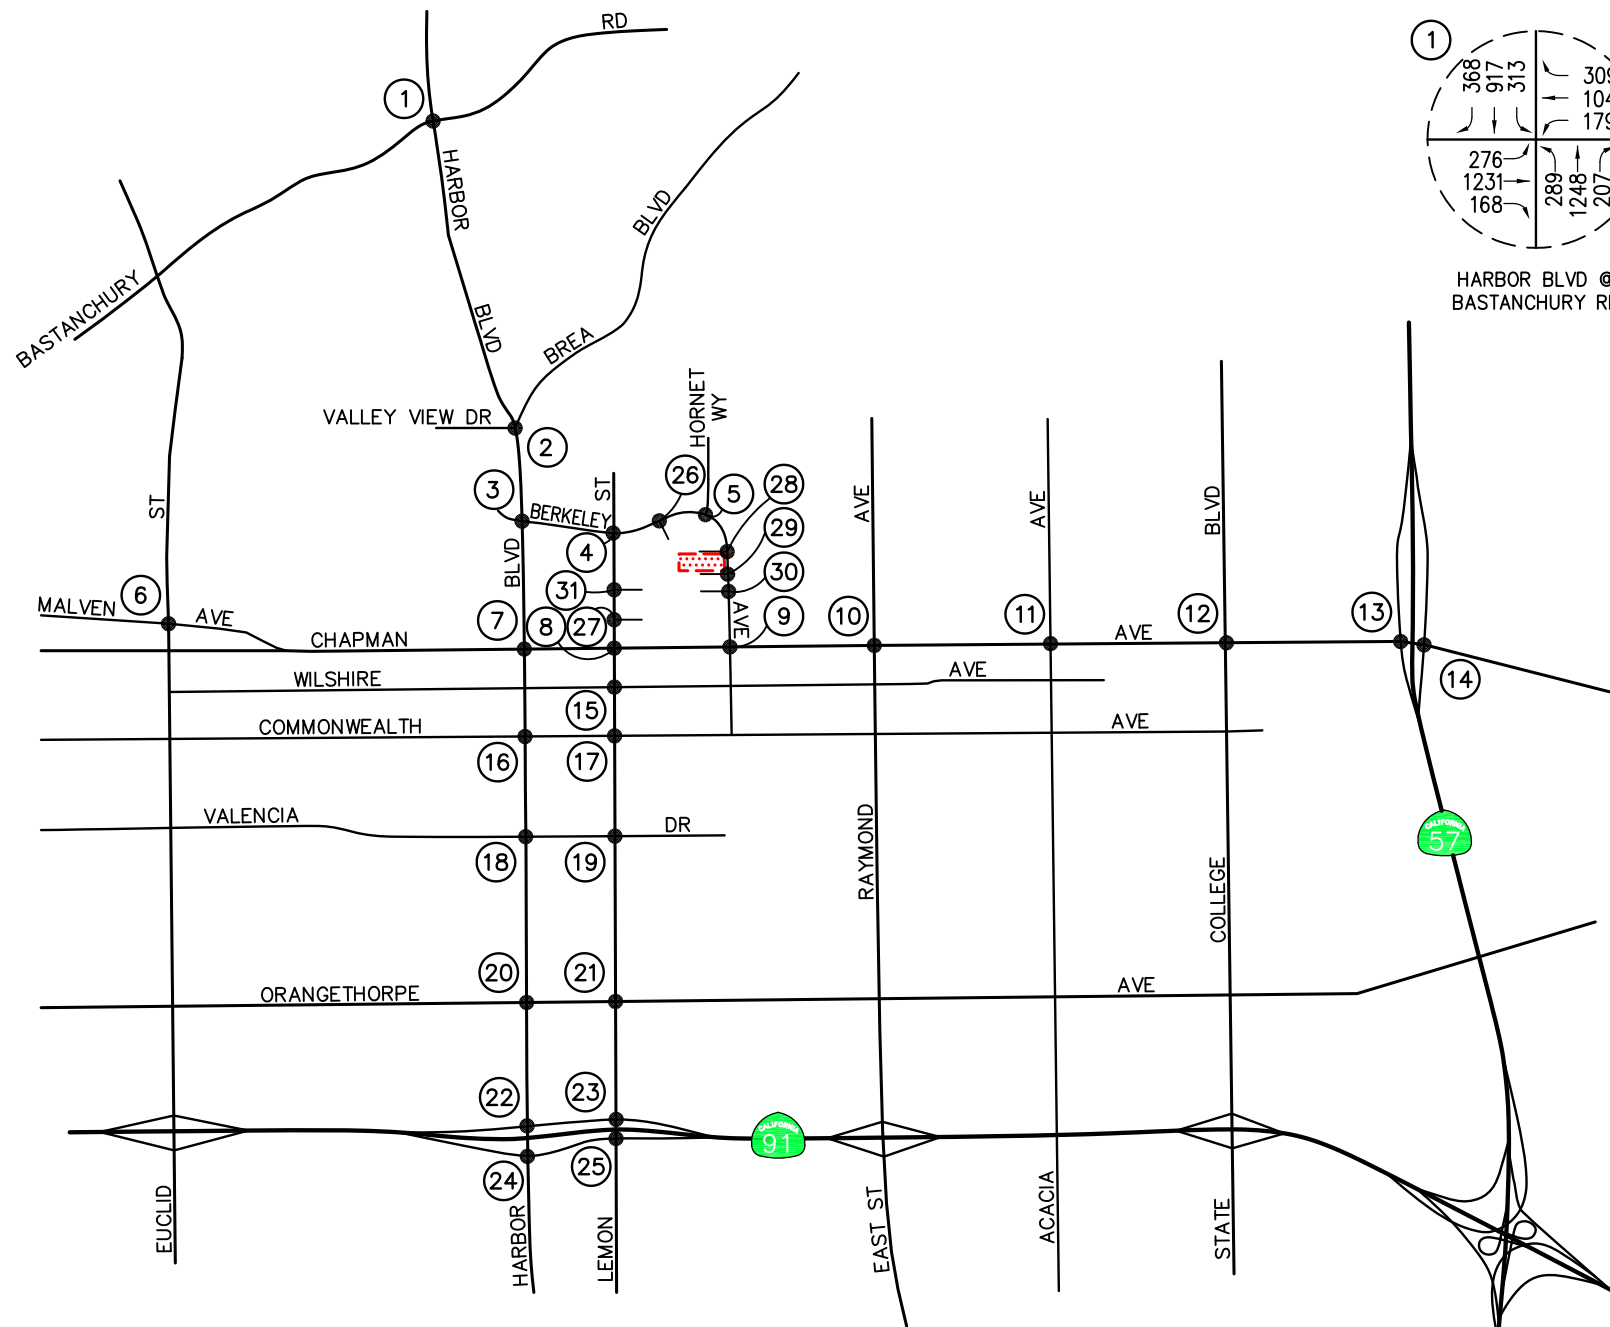 RD
1
1
368
917
313
276
1231
168
289
1248
HARBOR BLVD @
BASTANCHURY
HARBOR
BLVD
BLVD
BREA
BASTANCHURY
VALLEY VIEW DR
2
HORNET
WY
ST
3
BERKELEY
ST
26
5
28
AVE
AVE
BLVD
4
29
BLVD
31
30
6
MALVEN
AVE
7
8
27
AVE
9
10
11
12
13
CHAPMAN
AVE
WILSHIRE
AVE
14
15
COMMONWEALTH
AVE
16
17
VALENCIA
DR
18
19
RAYMOND
COLLEGE
CALIFORNIA
57
20
21
ORANGETHORPE
AVE
22
23
CALIFORNIA
91
24
25
EUCLID
HARBOR
LEMON
EAST ST
ACACIA
STATE